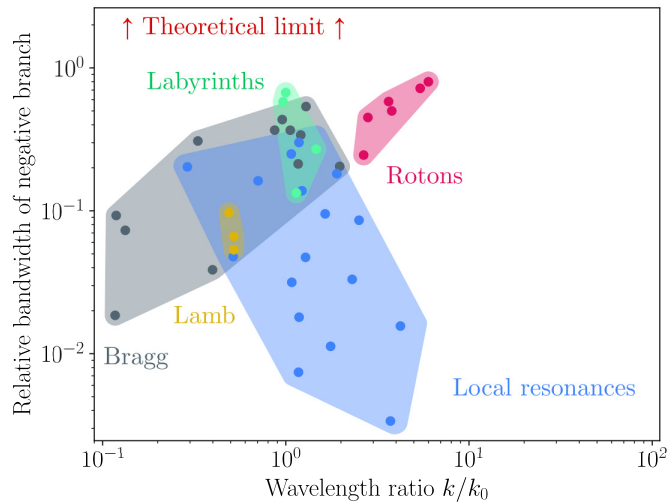 ↑ Theoretical limit ↑
Labyrinths
Rotons
Lamb
Bragg
Local resonances
Relative bandwidth of negative branch
10⁰
10⁻¹
10⁻²
10⁻¹
10⁰
10¹
10²
Wavelength ratio k/k₀